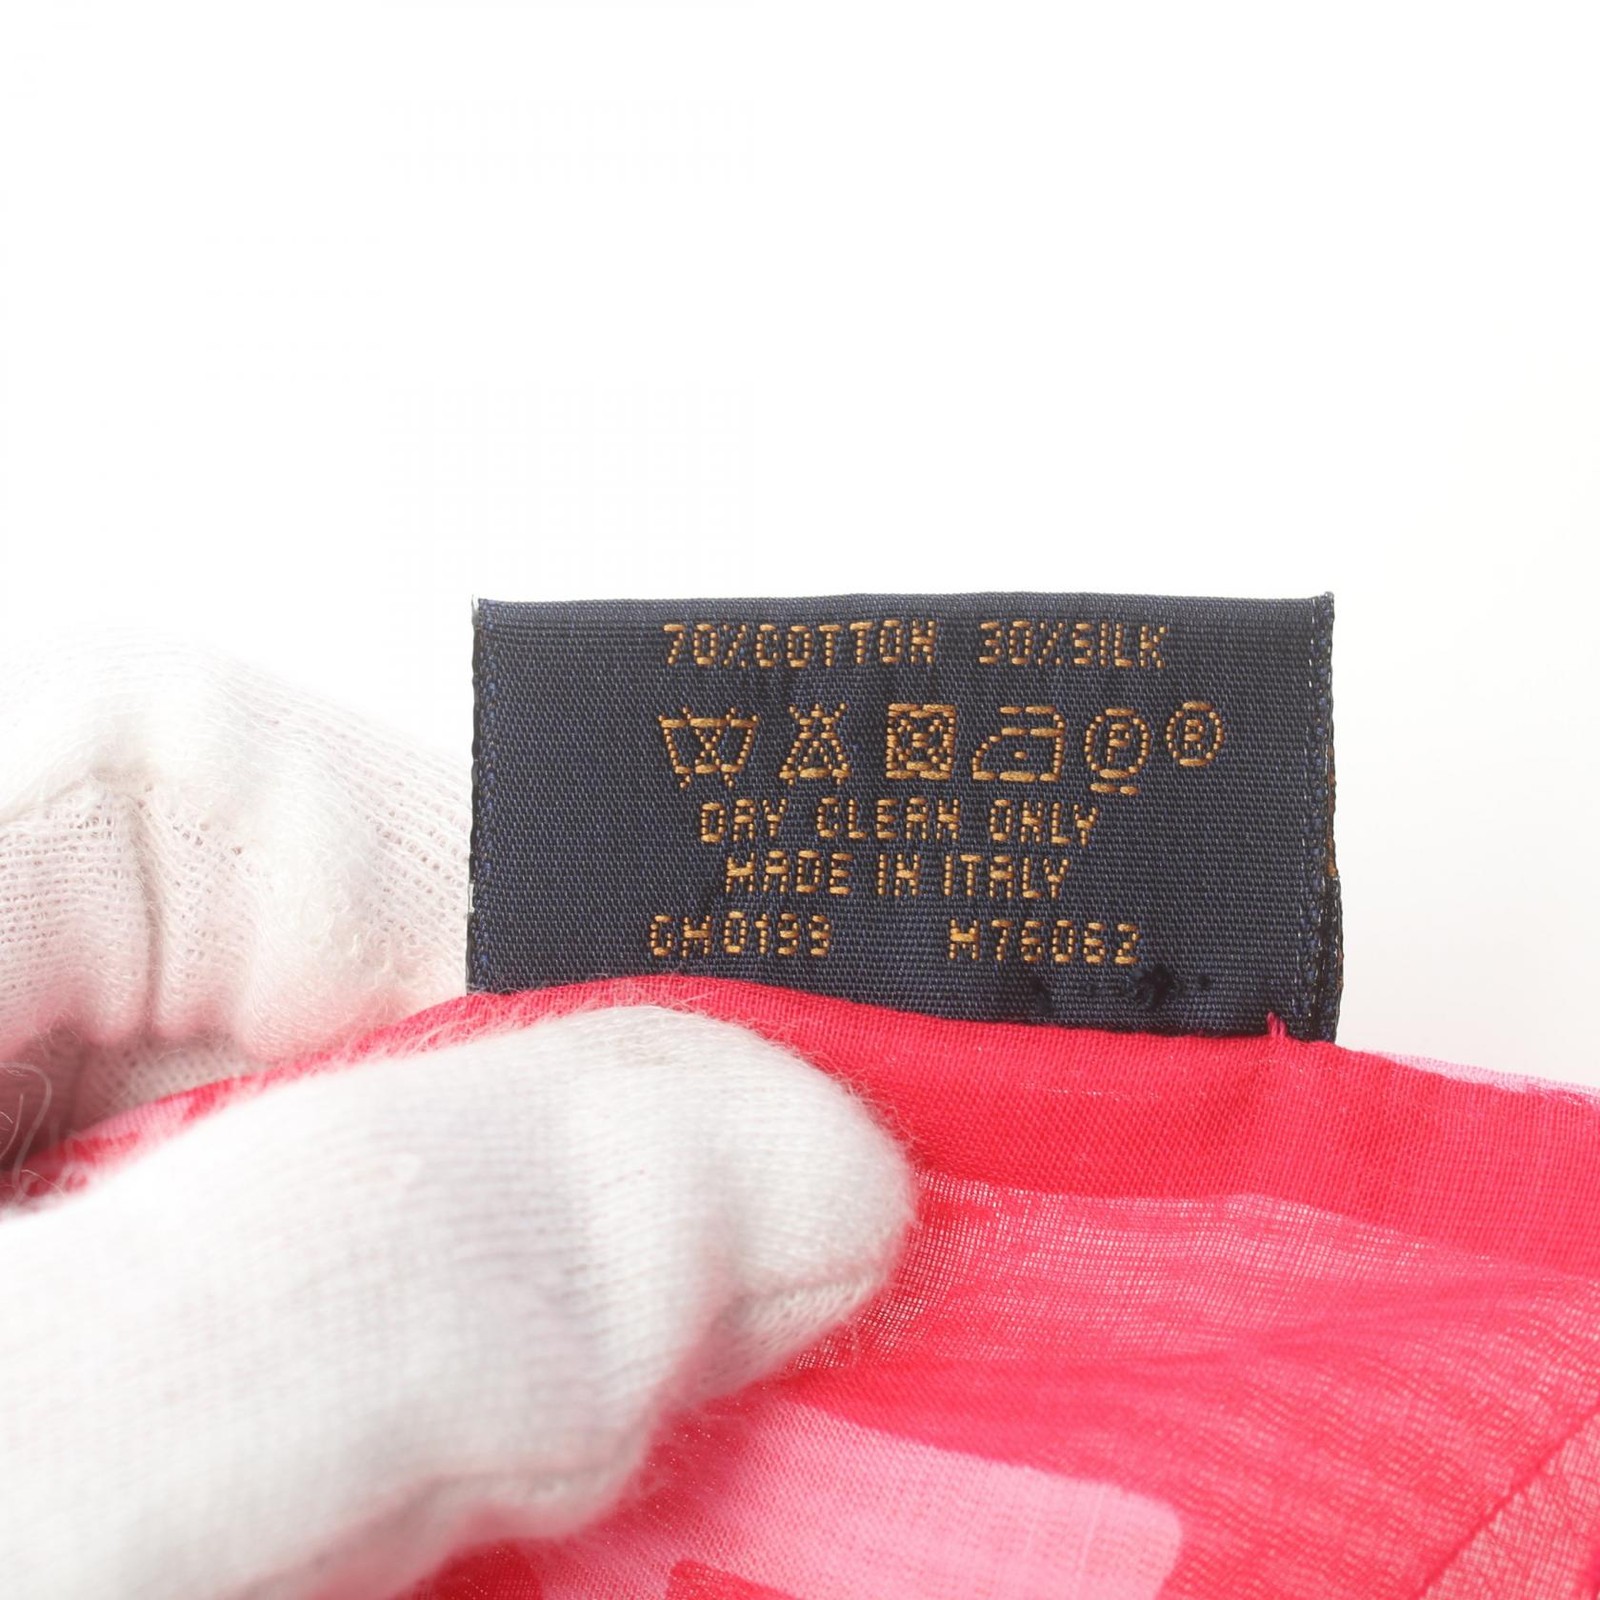 70%COTTON 30%SILK
P R
DRY CLEAN ONLY
MADE IN ITALY
GH0199 M76062